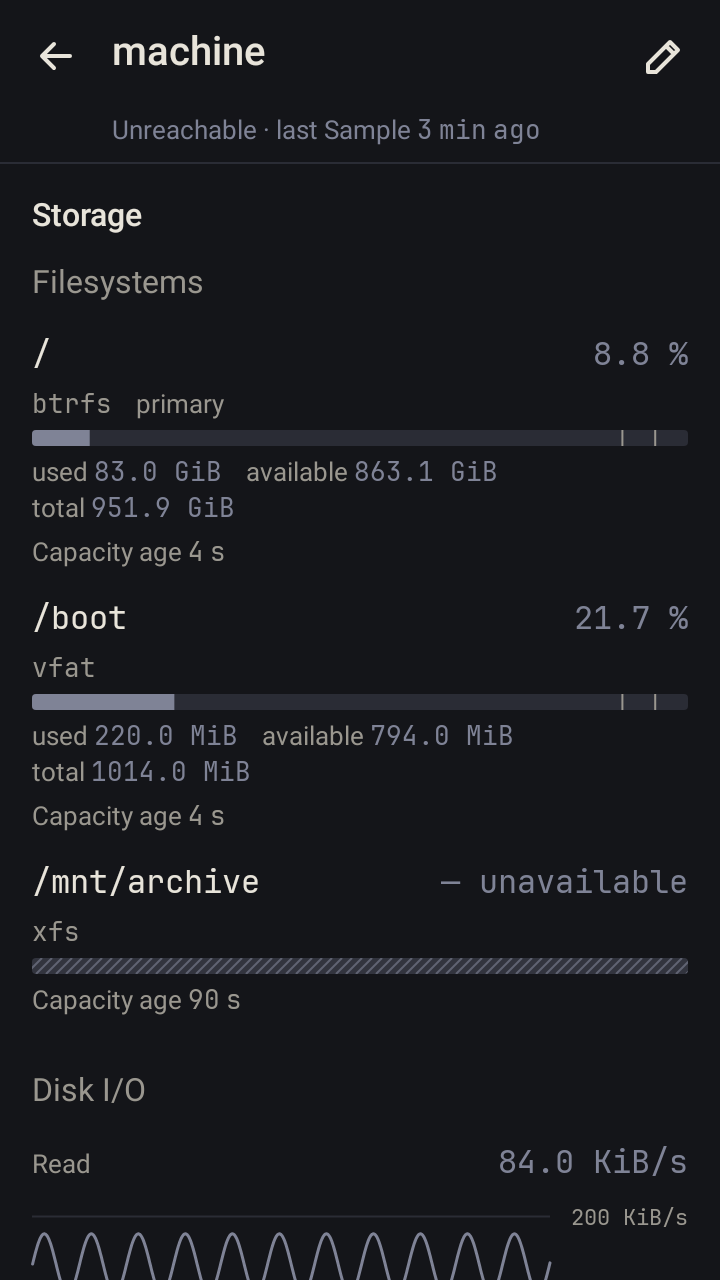 machine
Unreachable · last Sample 3 min ago
Storage
Filesystems
/ 8.8 %
btrfs primary
used 83.0 GiB available 863.1 GiB
total 951.9 GiB
Capacity age 4 s
/boot 21.7 %
vfat
used 220.0 MiB available 794.0 MiB
total 1014.0 MiB
Capacity age 4 s
/mnt/archive — unavailable
xfs
Capacity age 90 s
Disk I/O
Read 84.0 KiB/s
200 KiB/s